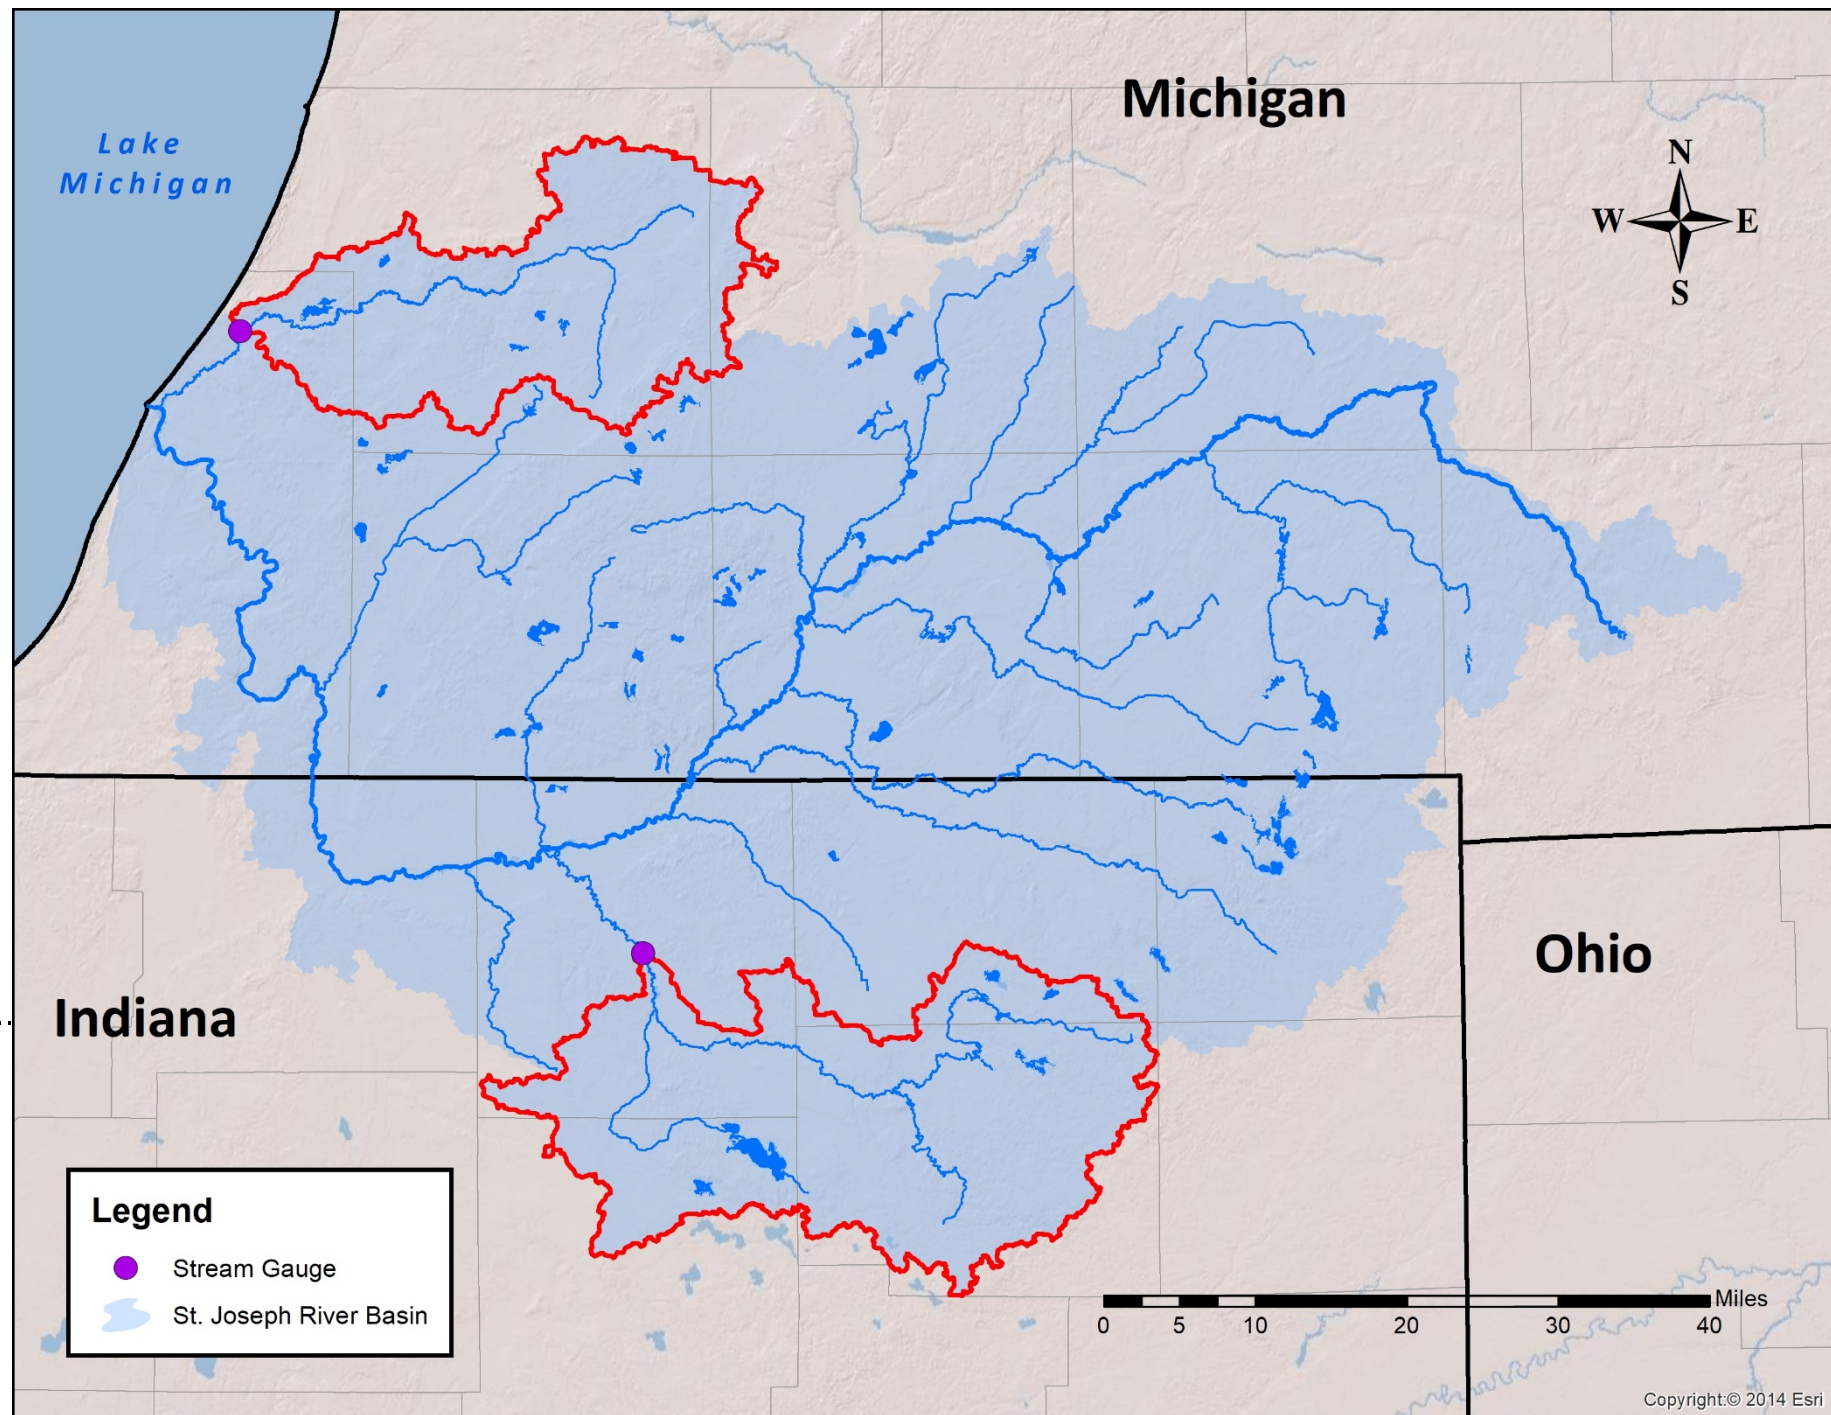 Michigan
Lake
Michigan
N
W
E
S
Ohio
Indiana
Legend
Stream Gauge
St. Joseph River Basin
Miles
0 5 10 20 30 40
Copyright:© 2014 Esri